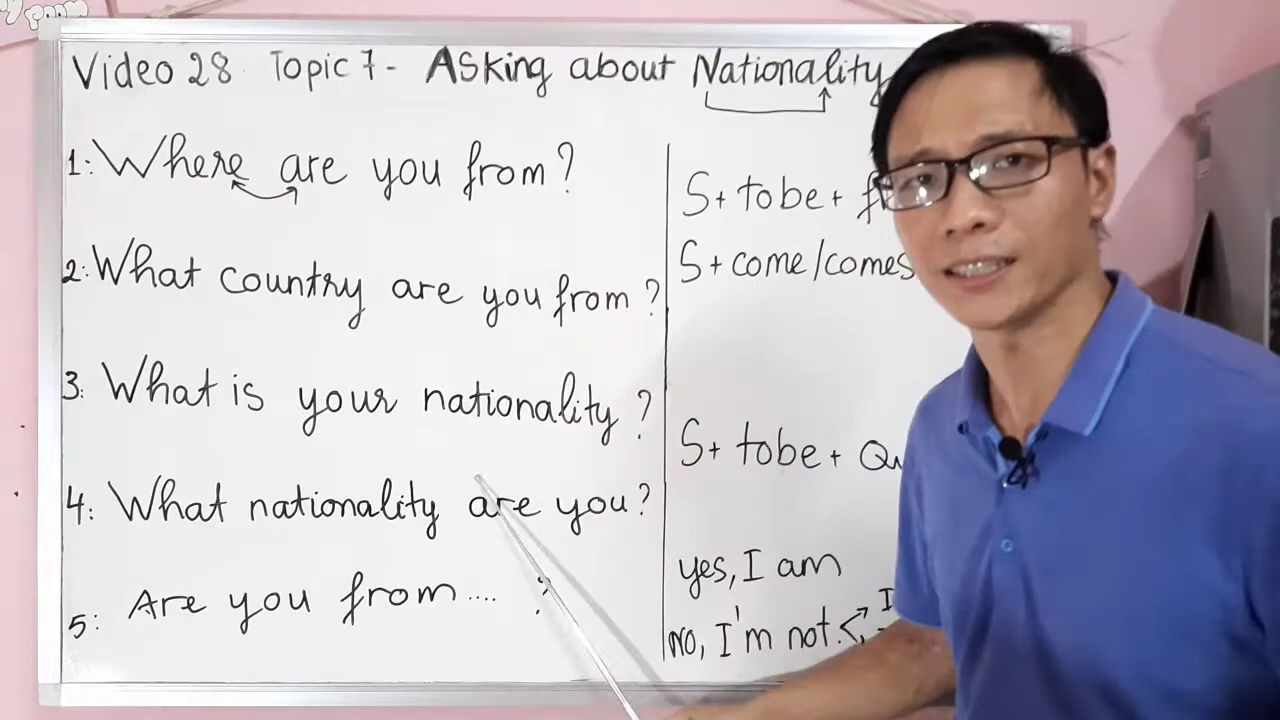 Video 28 Topic 7 - Asking about Nationality
1: Where are you from?
2: What country are you from?
3: What is your nationality?
4: What nationality are you?
5: Are you from .... ?
S + tobe +
S + come/comes
S + tobe +
yes, I am
no, I'm not.